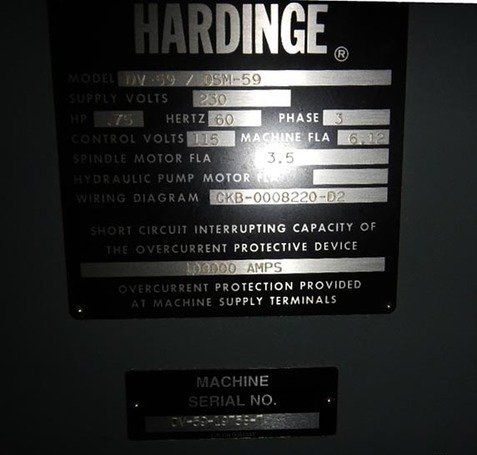 HARDINGE ®
MODEL DV-59 / DSM-59
SUPPLY VOLTS 230
HP .75 HERTZ 60 PHASE 3
CONTROL VOLTS 115 MACHINE FLA 6.12
SPINDLE MOTOR FLA 3.5
HYDRAULIC PUMP MOTOR FLA
WIRING DIAGRAM CKB-0008220-D2
SHORT CIRCUIT INTERRUPTING CAPACITY OF
THE OVERCURRENT PROTECTIVE DEVICE
100000 AMPS
OVERCURRENT PROTECTION PROVIDED
AT MACHINE SUPPLY TERMINALS
MACHINE
SERIAL NO.